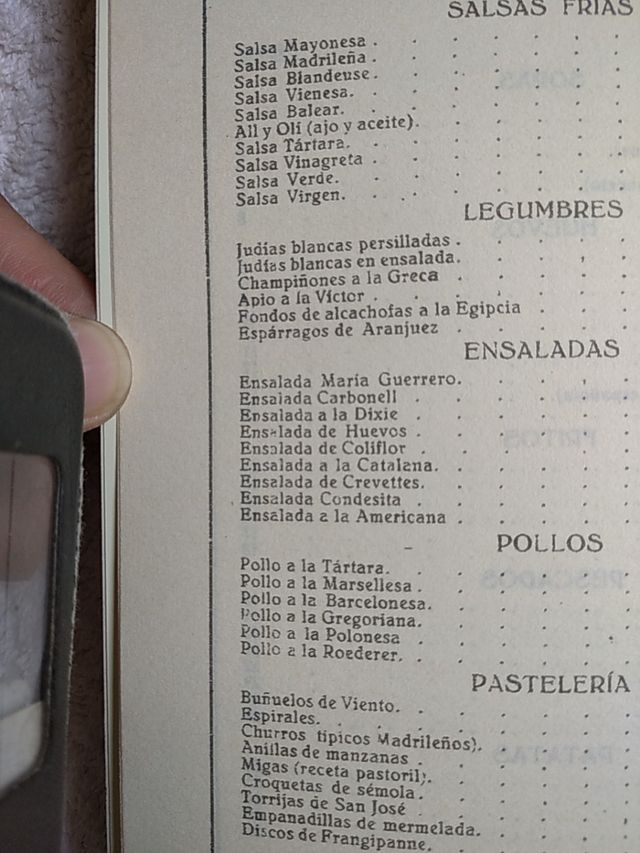 SALSAS FRIAS
Salsa Mayonesa .
Salsa Madrileña .
Salsa Blandeuse .
Salsa Vienesa.
Salsa Balear.
All y Oli (ajo y aceite).
Salsa Tártara.
Salsa Vinagreta .
Salsa Verde.
Salsa Virgen.
LEGUMBRES
Judías blancas persilladas .
Judías blancas en ensalada.
Champiñones a la Greca .
Apio a la Víctor .
Fondos de alcachofas a la Egipcia .
Espárragos de Aranjuez .
ENSALADAS
Ensalada María Guerrero.
Ensalada Carbonell .
Ensalada a la Dixie .
Ensalada de Huevos .
Ensalada de Coliflor .
Ensalada a la Catalana.
Ensalada de Crevettes.
Ensalada Condesita .
Ensalada a la Americana .
POLLOS
Pollo a la Tártara.
Pollo a la Marsellesa .
Pollo a la Barcelonesa.
Pollo a la Gregoriana.
Pollo a la Polonesa .
Pollo a la Roederer.
PASTELERÍA
Buñuelos de Viento.
Espirales.
Churros típicos Madrileños).
Anillas de manzanas .
Migas (receta pastoril).
Croquetas de sémola .
Torrijas de San José .
Empanadillas de mermelada.
Discos de Frangipanne.